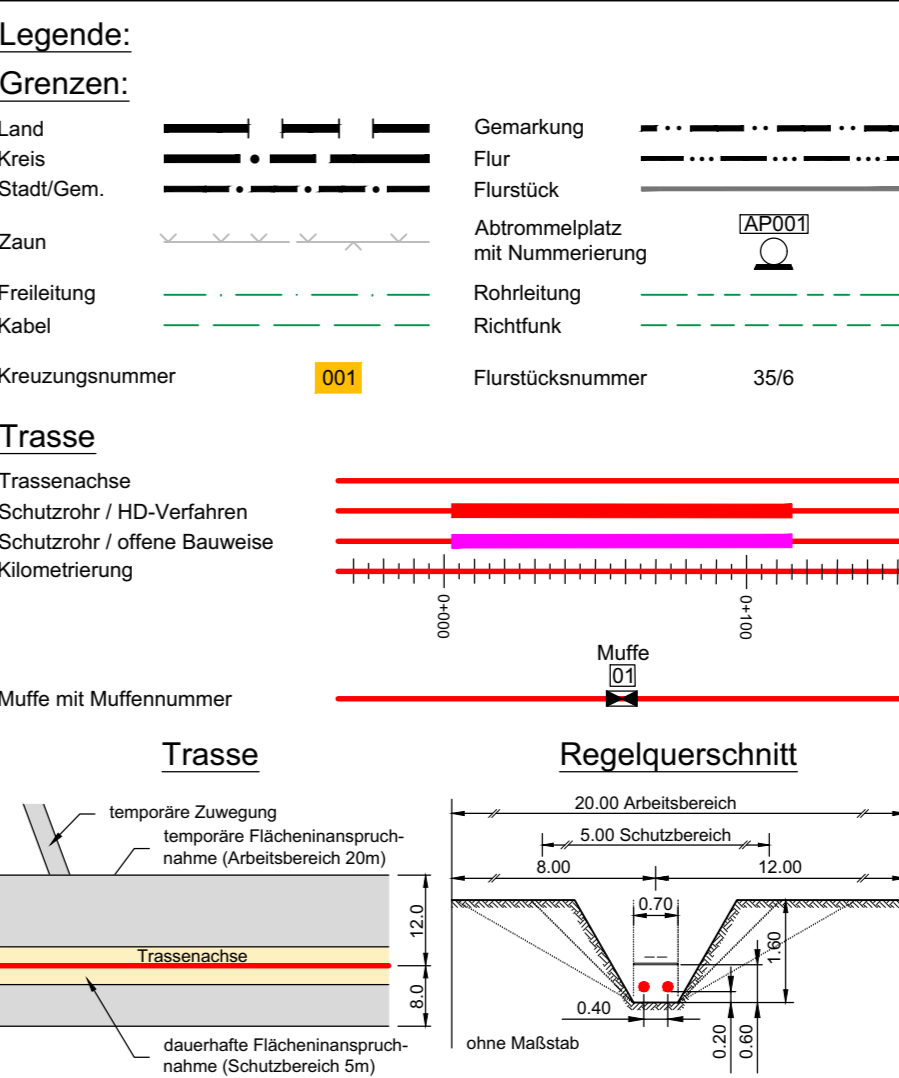 Legende:
Grenzen:
Land
Kreis
Stadt/Gem.
Zaun
Freileitung
Kabel
Kreuzungsnummer
001
Gemarkung
Flur
Flurstück
Abtrommelplatz
mit Nummerierung
AP001
Rohrleitung
Richtfunk
Flurstücksnummer
35/6
Trasse
Trassenachse
Schutzrohr / HD-Verfahren
Schutzrohr / offene Bauweise
Kilometrierung
0+000
0+100
Muffe
01
Muffe mit Muffennummer
Trasse
temporäre Zuwegung
temporäre Flächeninanspruch-
nahme (Arbeitsbereich 20m)
Trassenachse
12.0
8.0
dauerhafte Flächeninanspruch-
nahme (Schutzbereich 5m)
Regelquerschnitt
20.00 Arbeitsbereich
5.00 Schutzbereich
8.00
12.00
0.70
1.60
0.40
0.20
0.60
ohne Maßstab